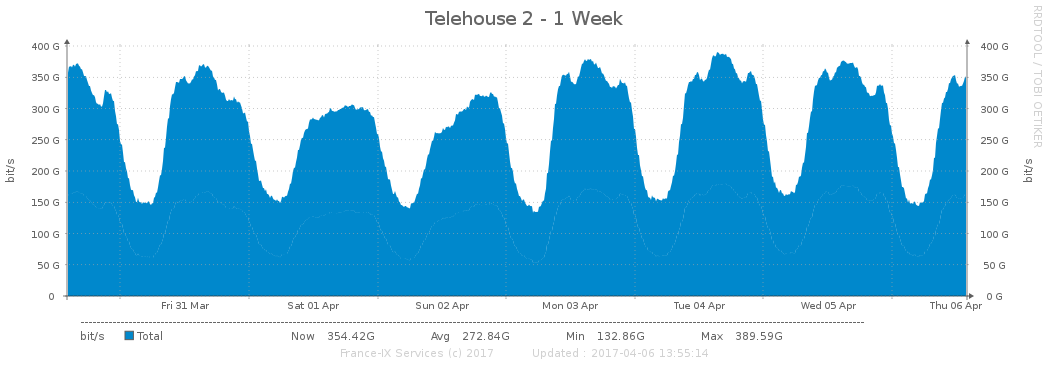 Telehouse 2 - 1 Week
RRDTOOL / TOBI OETIKER
400 G 400 G
350 G 350 G
300 G 300 G
250 G 250 G
200 G 200 G
150 G 150 G
100 G 100 G
50 G 50 G
0 0 G
bit/s bit/s
Fri 31 Mar Sat 01 Apr Sun 02 Apr Mon 03 Apr Tue 04 Apr Wed 05 Apr Thu 06 Apr
bit/s Total Now 354.42G Avg 272.84G Min 132.86G Max 389.59G
France-IX Services (c) 2017 Updated : 2017-04-06 13:55:14